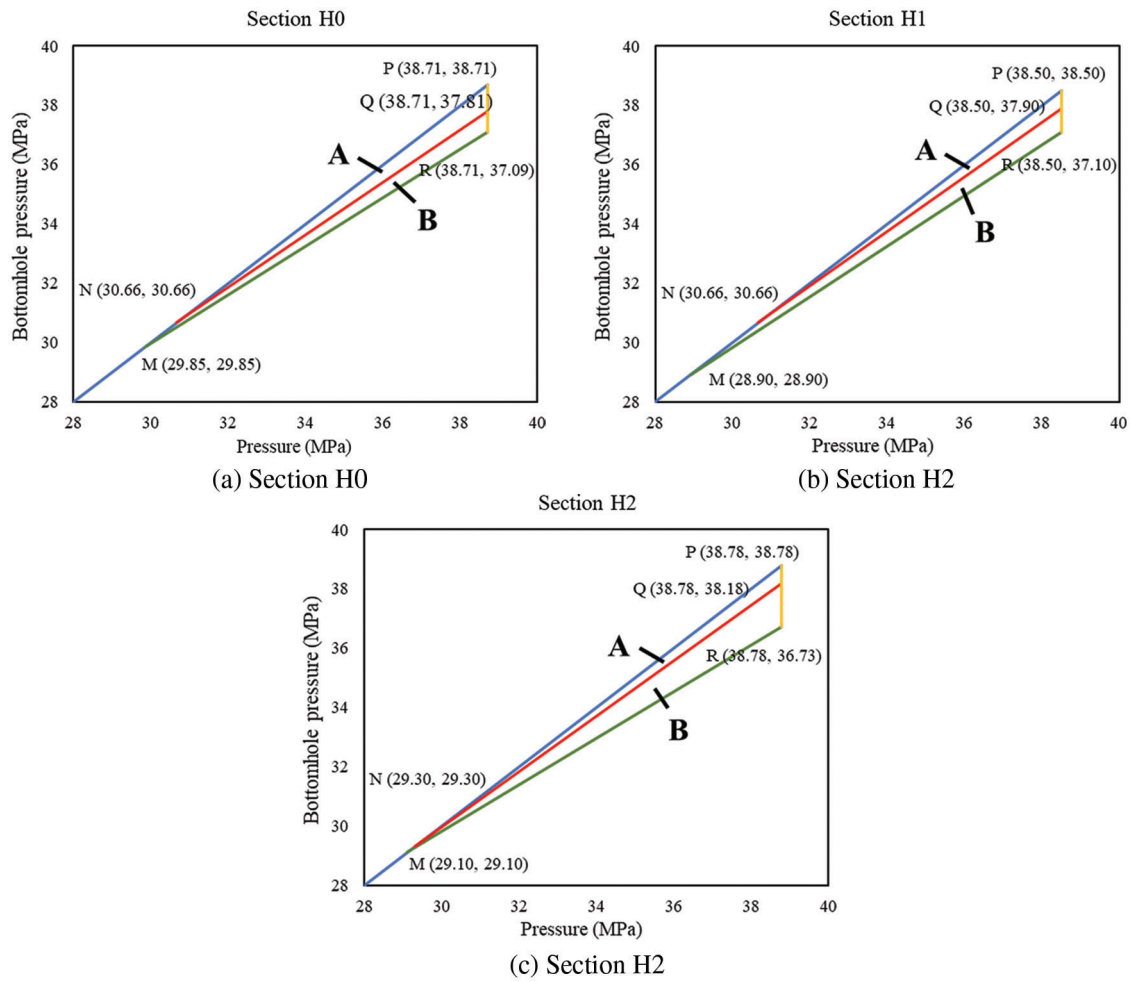 Section H0
40
38
36
34
32
30
28
Bottomhole pressure (MPa)
P (38.71, 38.71)
Q (38.71, 37.81)
A
R (38.71, 37.09)
B
N (30.66, 30.66)
M (29.85, 29.85)
28 30 32 34 36 38 40
Pressure (MPa)
(a) Section H0
Section H1
40
38
36
34
32
30
28
Bottomhole pressure (MPa)
P (38.50, 38.50)
Q (38.50, 37.90)
A
R (38.50, 37.10)
B
N (30.66, 30.66)
M (28.90, 28.90)
28 30 32 34 36 38 40
Pressure (MPa)
(b) Section H2
Section H2
40
38
36
34
32
30
28
Bottomhole pressure (MPa)
P (38.78, 38.78)
Q (38.78, 38.18)
A
R (38.78, 36.73)
B
N (29.30, 29.30)
M (29.10, 29.10)
28 30 32 34 36 38 40
Pressure (MPa)
(c) Section H2